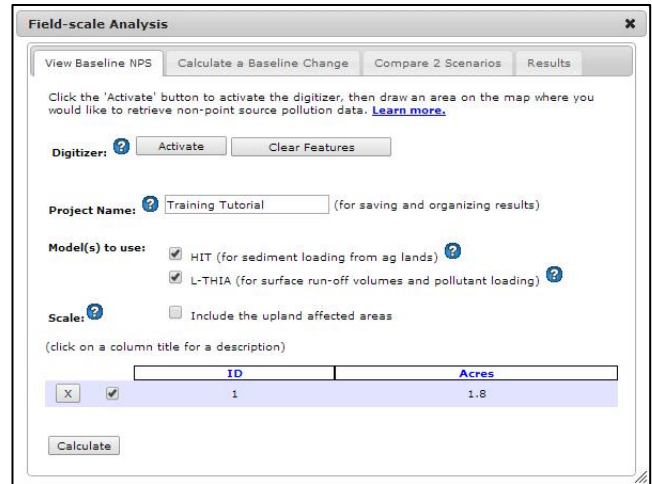 Field-scale Analysis
x
View Baseline NPS Calculate a Baseline Change Compare 2 Scenarios Results
Click the 'Activate' button to activate the digitizer, then draw an area on the map where you
would like to retrieve non-point source pollution data. Learn more.
Digitizer: ? Activate Clear Features
Project Name: ? Training Tutorial (for saving and organizing results)
Model(s) to use: HIT (for sediment loading from ag lands) ?
L-THIA (for surface run-off volumes and pollutant loading) ?
Scale: ? Include the upland affected areas
(click on a column title for a description)
ID Acres
X 1 1.8
Calculate